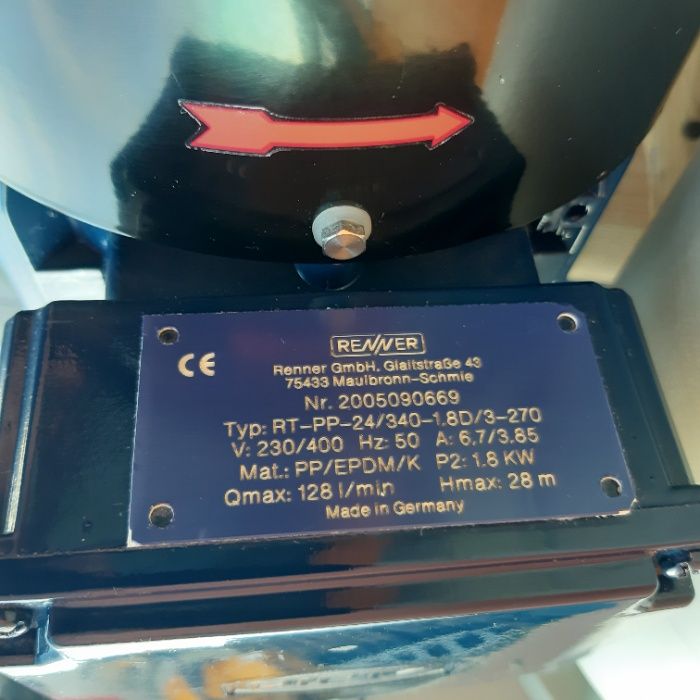 RENNER
CE
Renner GmbH. Glaitstraße 43
75433 Maulbronn-Schmie
Nr. 2005090669
Typ: RT-PP-24/340-1.8D/3-270
V: 230/400 Hz: 50 A: 6.7/3.85
Mat.: PP/EPDM/K P2: 1.8 KW
Qmax: 128 l/min Hmax: 28 m
Made in Germany